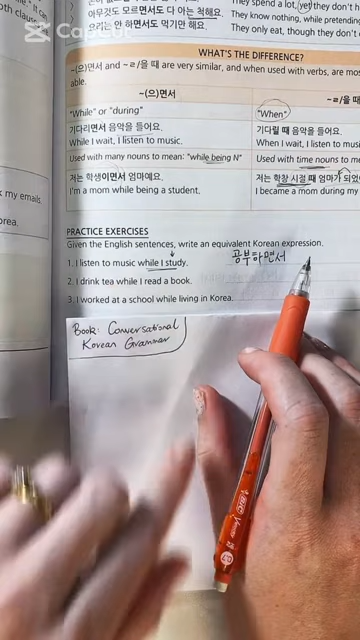 CapCut
아무것도 모르면서 다 아는 척해요.
They know nothing, while pretending
요리는 안 하면서도 먹기만 해요.
They only eat, though they don't
They spend a lot, yet they don't h
oth clause
WHAT'S THE DIFFERENCE?
~(으)면서 and ~ㄹ/을 때 are very similar, and when used with verbs, are mos
able.
~(으)면서
~ㄹ/을 때
"While" or "during"
"When"
기다리면서 음악을 들어요.
While I wait, I listen to music.
기다릴 때 음악을 들어요.
When I wait, I listen to musi
Used with many nouns to mean: "while being N"
Used with time nouns to me
저는 학생이면서 엄마예요.
I'm a mom while being a student.
저는 학창 시절 때 엄마가 되었
I became a mom during my
k my emails.
orea.
PRACTICE EXERCISES
Given the English sentences, write an equivalent Korean expression.
1. I listen to music while I study.
공부하면서
2. I drink tea while I read a book.
3. I worked at a school while living in Korea.
Book: Conversational
Korean Grammar
BIC
0.7